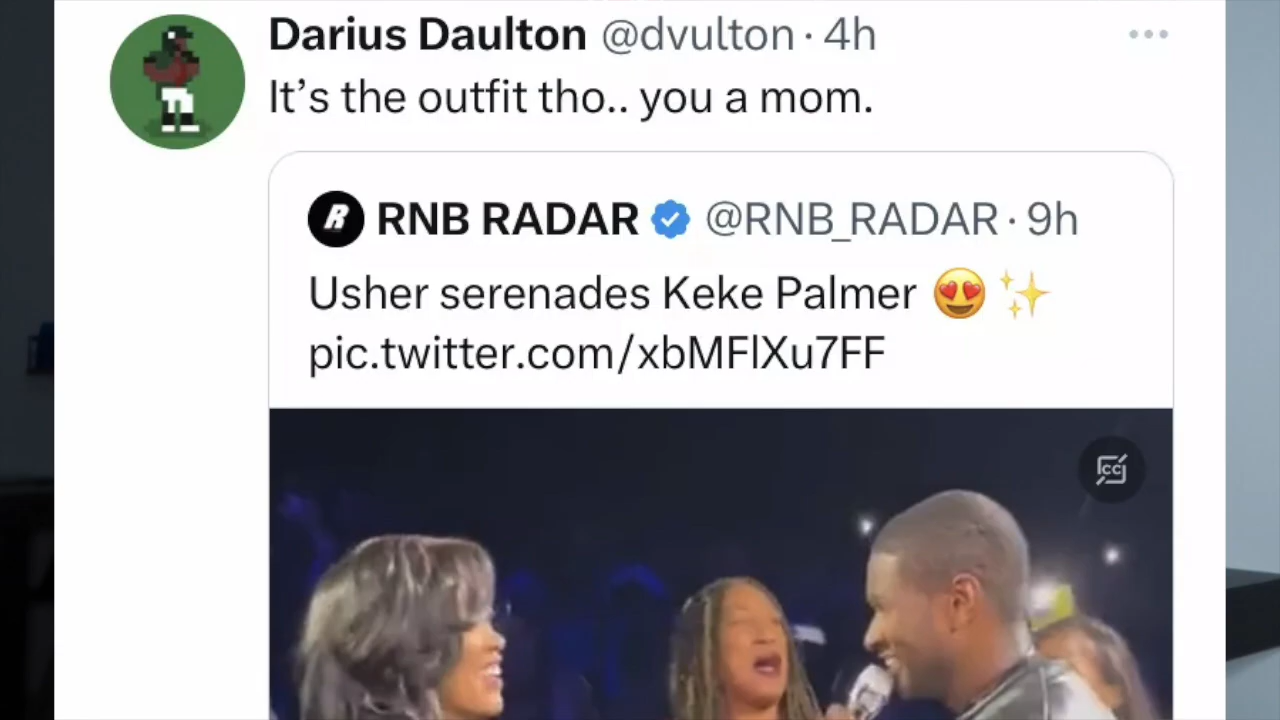 Darius Daulton @dvulton · 4h
It’s the outfit tho.. you a mom.
R RNB RADAR @RNB_RADAR · 9h
Usher serenades Keke Palmer 😍 ✨
pic.twitter.com/xbMFlXu7FF
CC